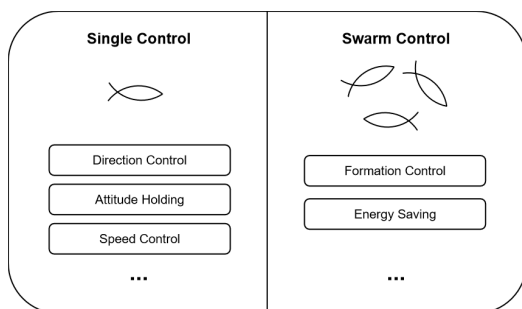 Single Control
Direction Control
Attitude Holding
Speed Control
...
Swarm Control
Formation Control
Energy Saving
...